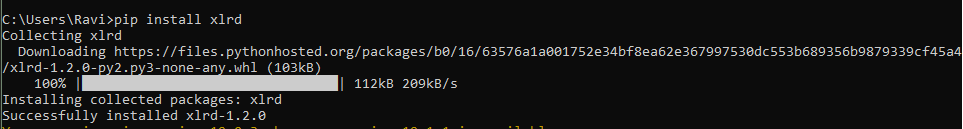 C:\Users\Ravi>pip install xlrd
Collecting xlrd
  Downloading https://files.pythonhosted.org/packages/b0/16/63576a1a001752e34bf8ea62e367997530dc553b689356b9879339cf45a4
/xlrd-1.2.0-py2.py3-none-any.whl (103kB)
    100% || 112kB 209kB/s
Installing collected packages: xlrd
Successfully installed xlrd-1.2.0